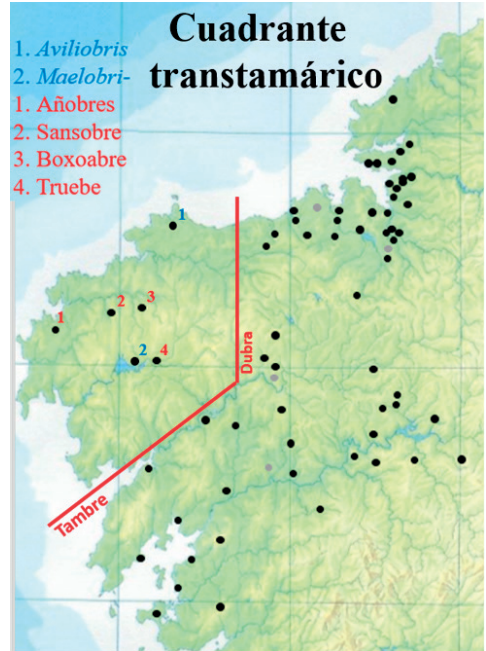 Cuadrante
transtamárico
1. Aviliobris
2. Maelobri-
1. Añobres
2. Sansobre
3. Boxoabre
4. Truebe
1
2
3
1
2
4
Dubra
Tambre